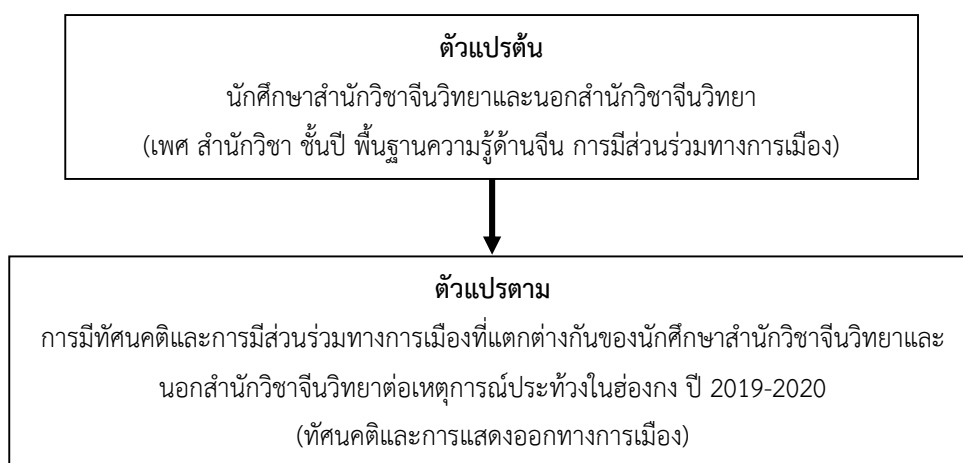 ตัวแปรต้น
นักศึกษาสำนักวิชาจีนวิทยาและนอกสำนักวิชาจีนวิทยา
(เพศ สำนักวิชา ชั้นปี พื้นฐานความรู้ด้านจีน การมีส่วนร่วมทางการเมือง)
ตัวแปรตาม
การมีทัศนคติและการมีส่วนร่วมทางการเมืองที่แตกต่างกันของนักศึกษาสำนักวิชาจีนวิทยาและ
นอกสำนักวิชาจีนวิทยาต่อเหตุการณ์ประท้วงในฮ่องกง ปี 2019-2020
(ทัศนคติและการแสดงออกทางการเมือง)